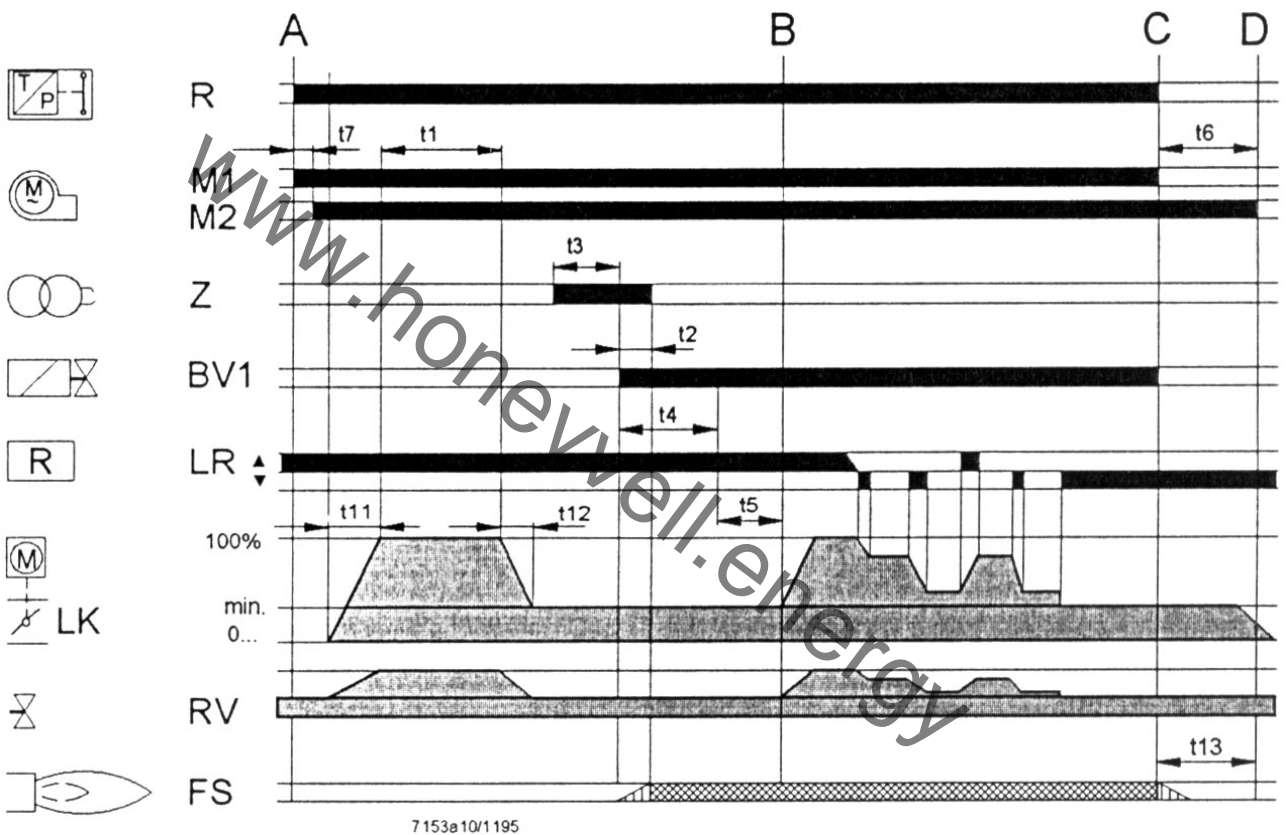 A B C D
T P R
t7 t1 t6
M ~ M1
M2
t3
Z
t2
BV1
t4
R LR
t11 t12 t5
100%
M
min.
LK
0...
RV
t13
FS
7153a10/1195
www.honeywell.energy